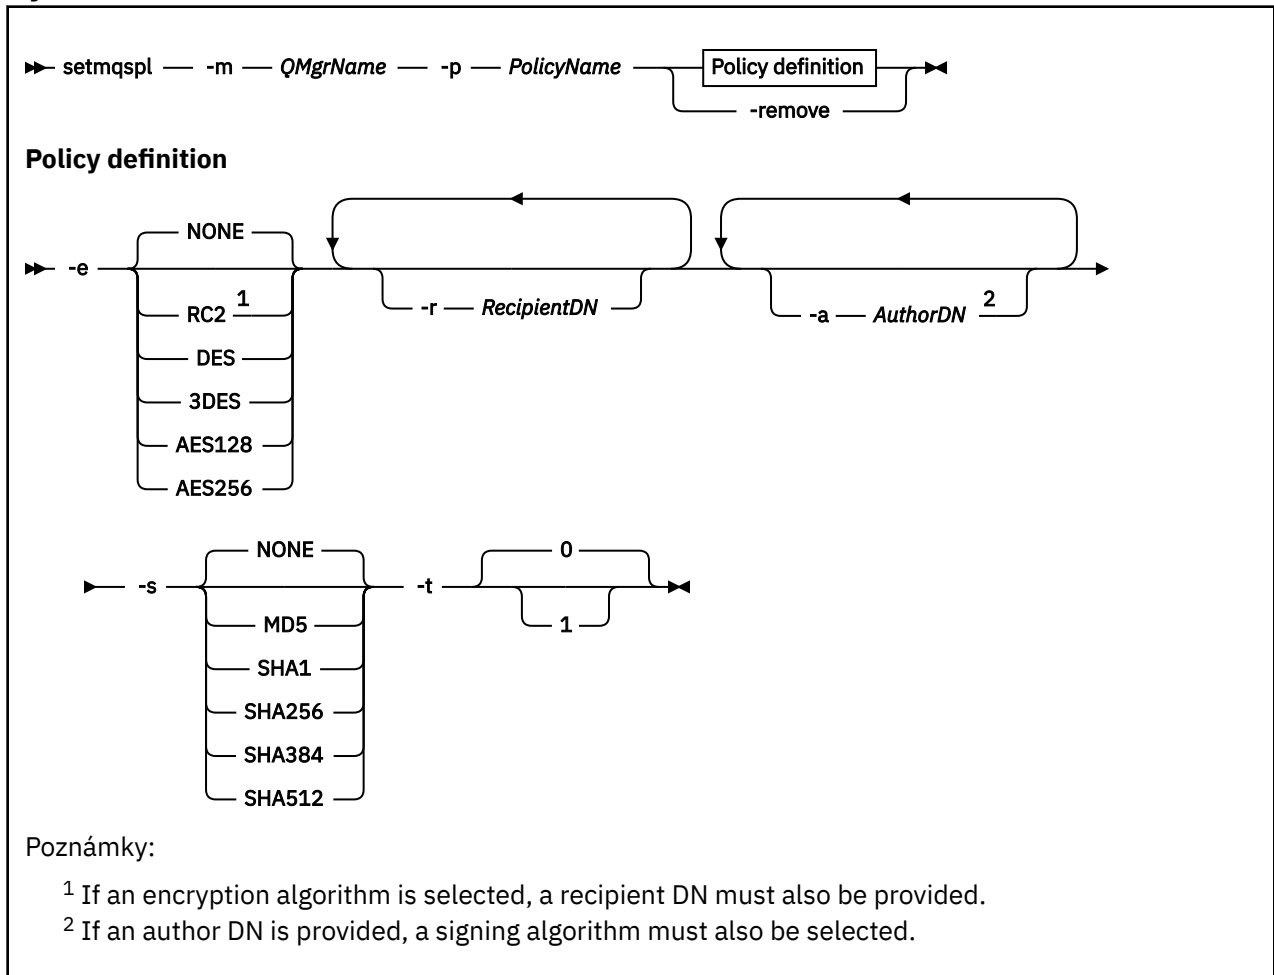 setmqspl -m QMgrName -p PolicyName Policy definition
-remove
Policy definition
NONE
-e
RC2 1
DES
3DES
AES128
AES256
-r RecipientDN
-a AuthorDN 2
NONE
-s
MD5
SHA1
SHA256
SHA384
SHA512
-t
0
1
Poznámky:
1 If an encryption algorithm is selected, a recipient DN must also be provided.
2 If an author DN is provided, a signing algorithm must also be selected.